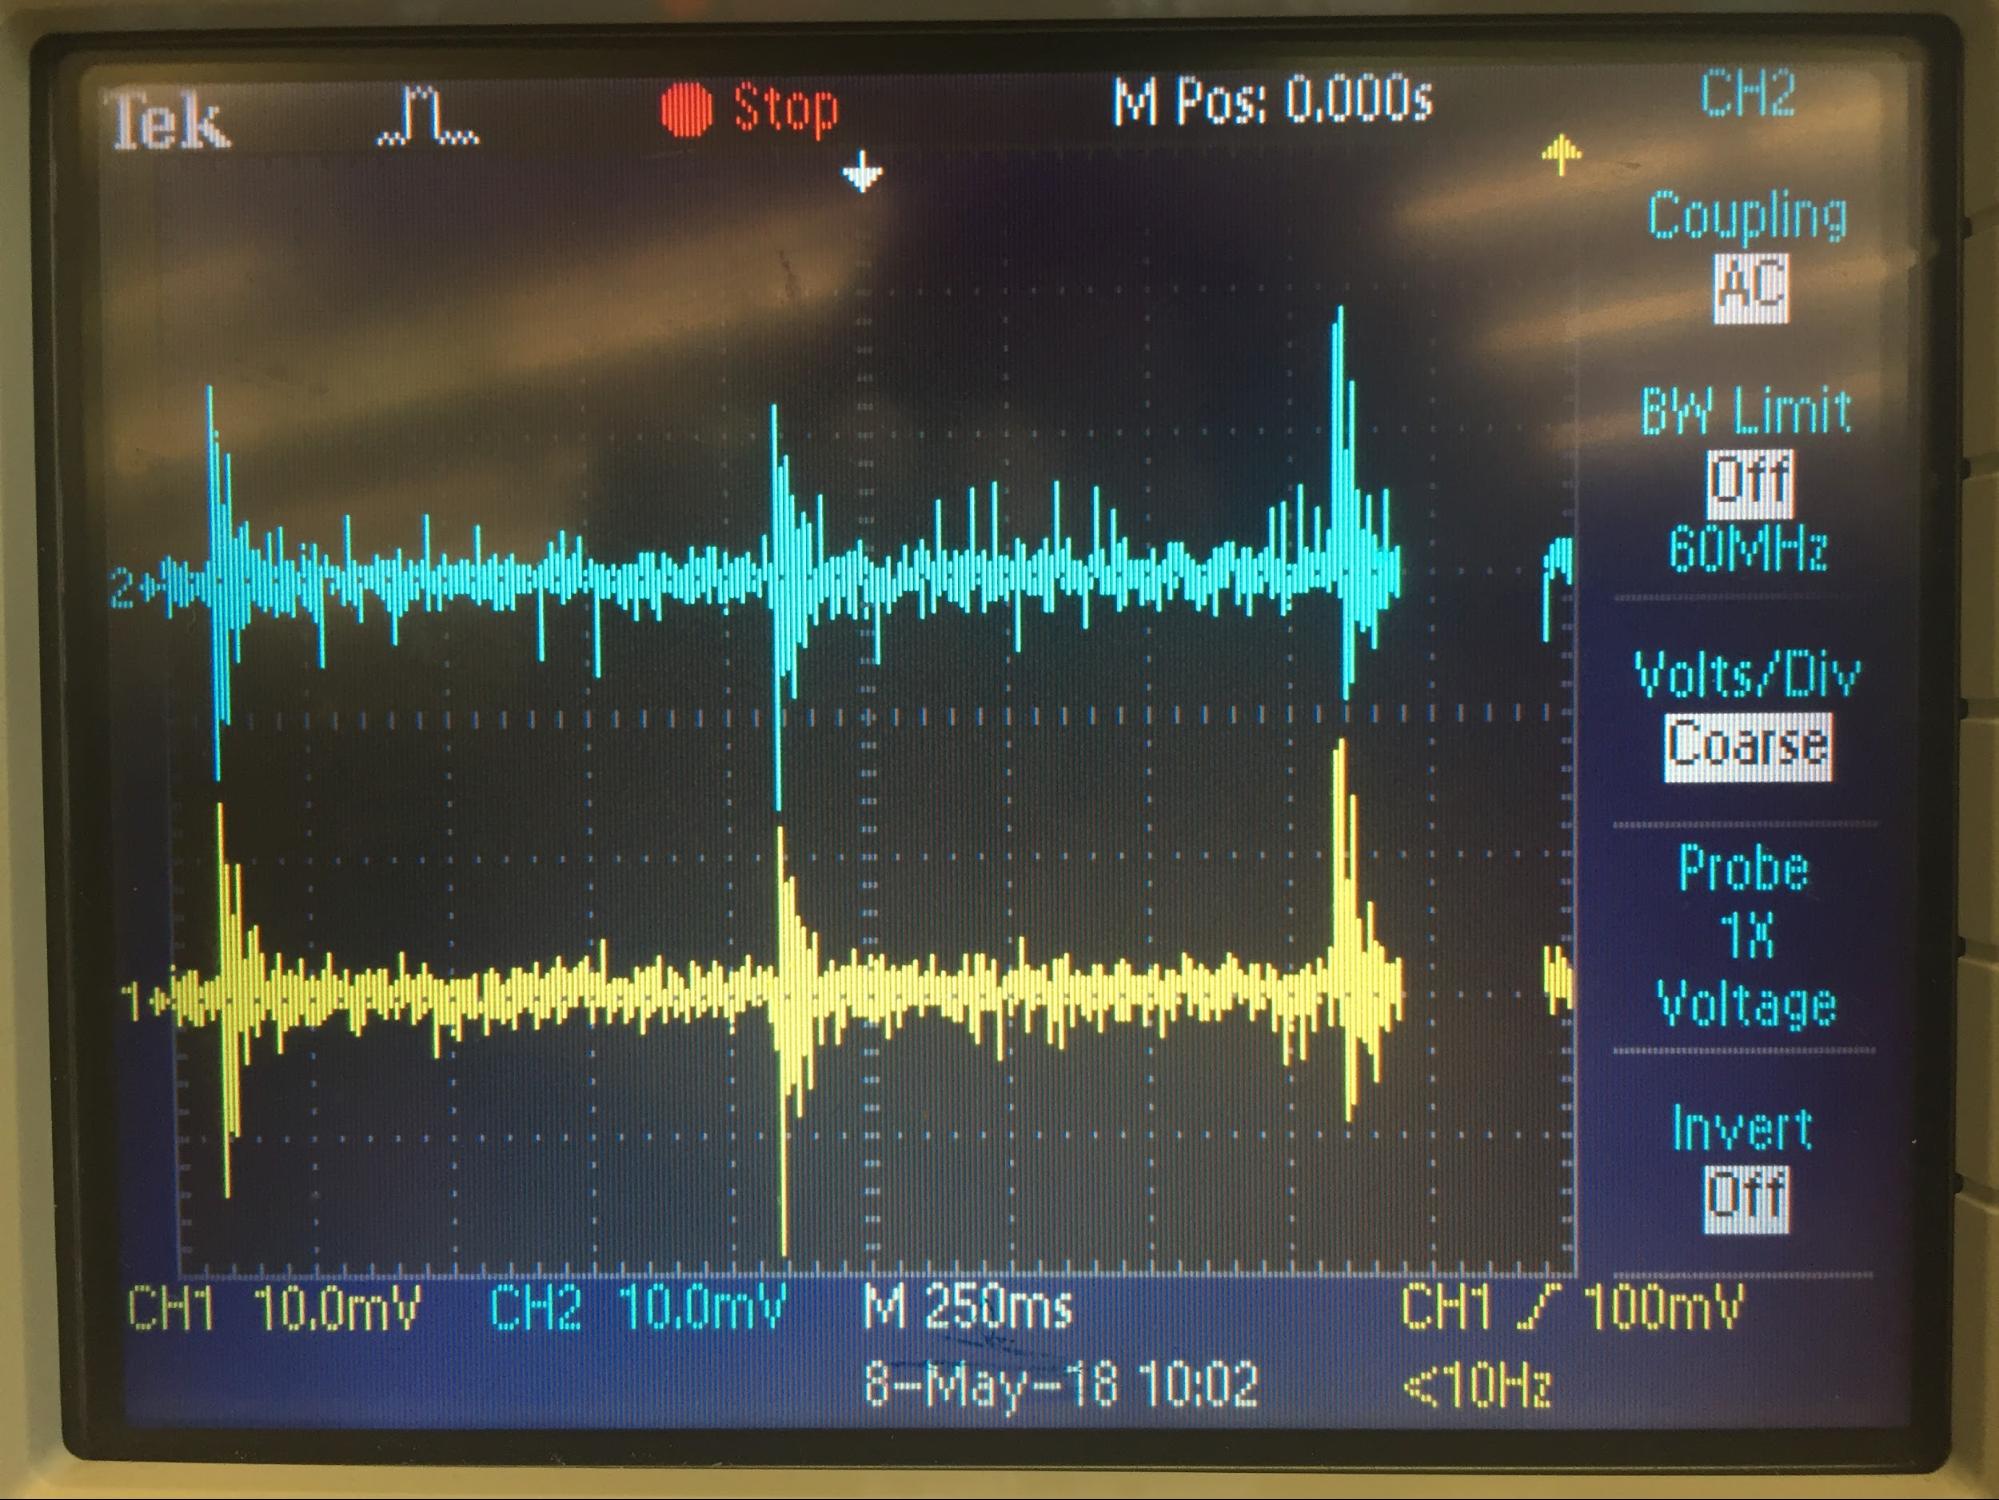 Tek Stop M Pos: 0.000s CH2
Coupling
AC
BW Limit
Off
60MHz
2
Volts/Div
Coarse
Probe
1X
Voltage
1
Invert
Off
CH1 10.0mV CH2 10.0mV M 250ms CH1 100mV
8-May-18 10:02 <10Hz